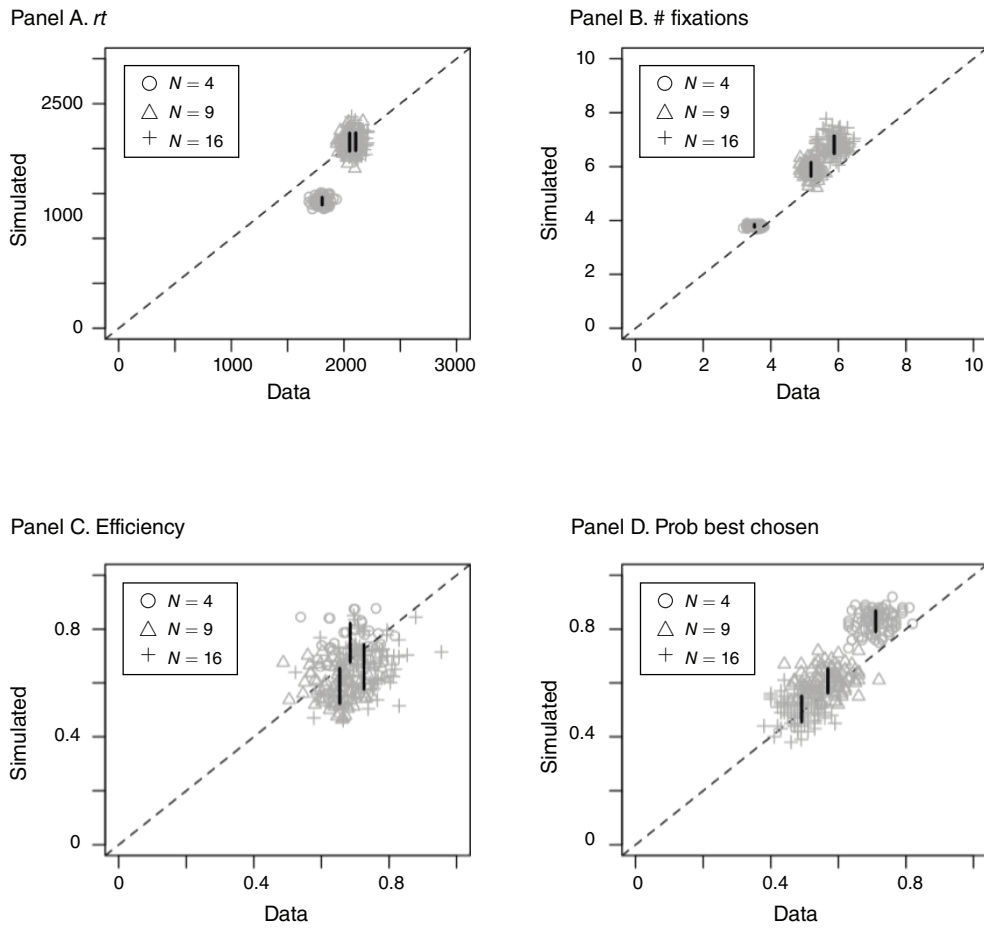 Panel A. rt
2500
1000
0
Simulated
N = 4
N = 9
N = 16
0 1000 2000 3000
Data
Panel B. # fixations
10
8
6
4
2
0
Simulated
N = 4
N = 9
N = 16
0 2 4 6 8 10
Data
Panel C. Efficiency
0.8
0.4
0
Simulated
N = 4
N = 9
N = 16
0 0.4 0.8
Data
Panel D. Prob best chosen
0.8
0.4
0
Simulated
N = 4
N = 9
N = 16
0 0.4 0.8
Data